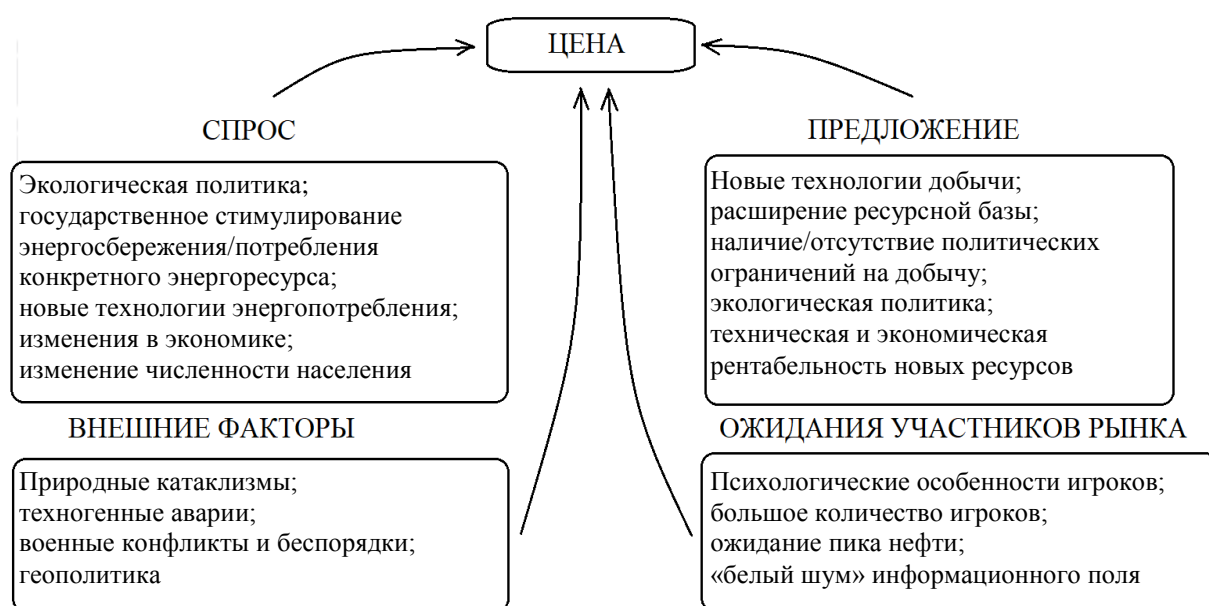 ЦЕНА
СПРОС
Экологическая политика;
государственное стимулирование
энергосбережения/потребления
конкретного энергоресурса;
новые технологии энергопотребления;
изменения в экономике;
изменение численности населения
ПРЕДЛОЖЕНИЕ
Новые технологии добычи;
расширение ресурсной базы;
наличие/отсутствие политических
ограничений на добычу;
экологическая политика;
техническая и экономическая
рентабельность новых ресурсов
ВНЕШНИЕ ФАКТОРЫ
Природные катаклизмы;
техногенные аварии;
военные конфликты и беспорядки;
геополитика
ОЖИДАНИЯ УЧАСТНИКОВ РЫНКА
Психологические особенности игроков;
большое количество игроков;
ожидание пика нефти;
«белый шум» информационного поля